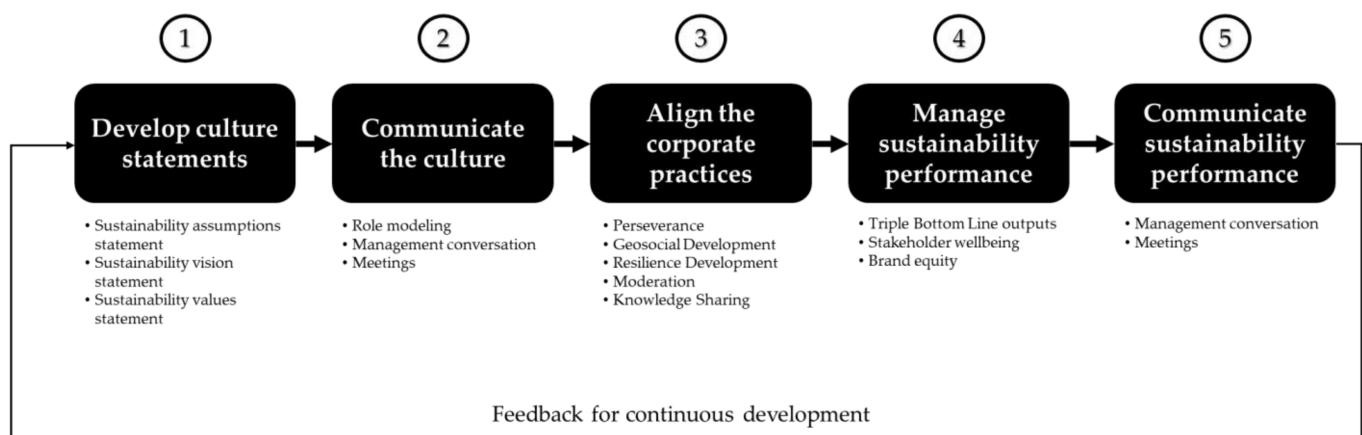 1
2
3
4
5
Develop culture
statements
Communicate
the culture
Align the
corporate
practices
Manage
sustainability
performance
Communicate
sustainability
performance
• Sustainability assumptions
statement
• Sustainability vision
statement
• Sustainability values
statement
• Role modeling
• Management conversation
• Meetings
• Perseverance
• Geosocial Development
• Resilience Development
• Moderation
• Knowledge Sharing
• Triple Bottom Line outputs
• Stakeholder wellbeing
• Brand equity
• Management conversation
• Meetings
Feedback for continuous development